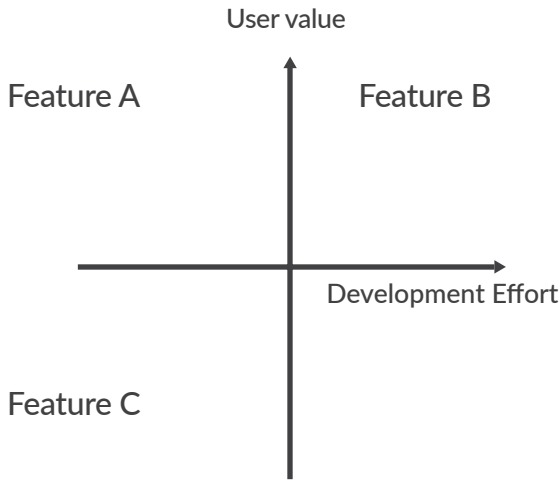 User value
Feature A
Feature B
Development Effort
Feature C